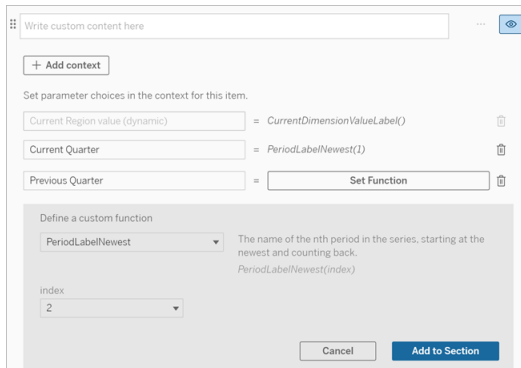 Write custom content here
+ Add context
Set parameter choices in the context for this item.
Current Region value (dynamic) = CurrentDimensionValueLabel()
Current Quarter = PeriodLabelNewest(1)
Previous Quarter = Set Function
Define a custom function
PeriodLabelNewest
The name of the nth period in the series, starting at the
newest and counting back.
PeriodLabelNewest(index)
index
2
Cancel Add to Section